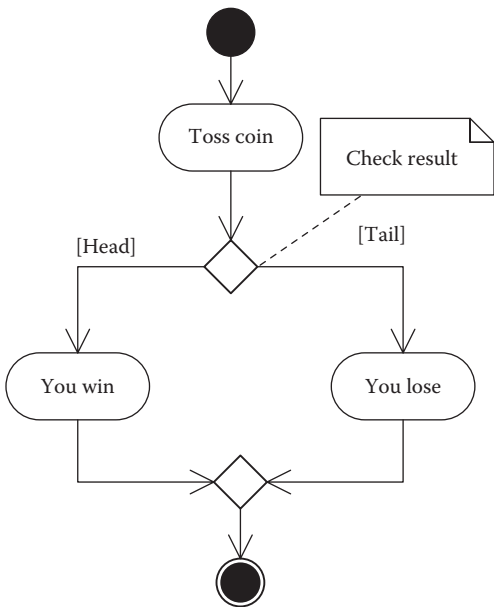 Toss coin
Check result
[Head]
[Tail]
You win
You lose